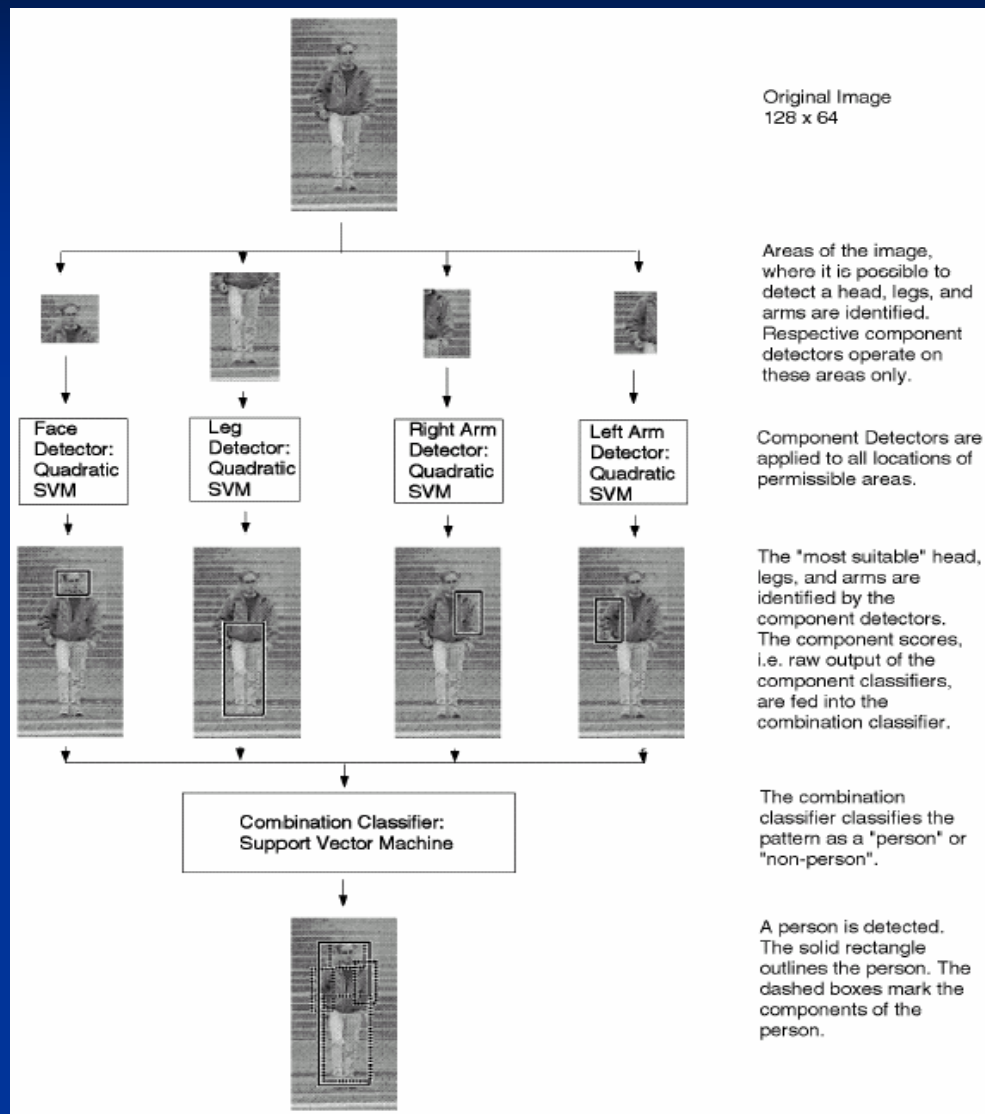 Original Image
128 x 64
Areas of the image,
where it is possible to
detect a head, legs, and
arms are identified.
Respective component
detectors operate on
these areas only.
Face
Detector:
Quadratic
SVM
Leg
Detector:
Quadratic
SVM
Right Arm
Detector:
Quadratic
SVM
Left Arm
Detector:
Quadratic
SVM
Component Detectors are
applied to all locations of
permissible areas.
The "most suitable" head,
legs, and arms are
identified by the
component detectors.
The component scores,
i.e. raw output of the
component classifiers,
are fed into the
combination classifier.
Combination Classifier:
Support Vector Machine
The combination
classifier classifies the
pattern as a "person" or
"non-person".
A person is detected.
The solid rectangle
outlines the person. The
dashed boxes mark the
components of the
person.